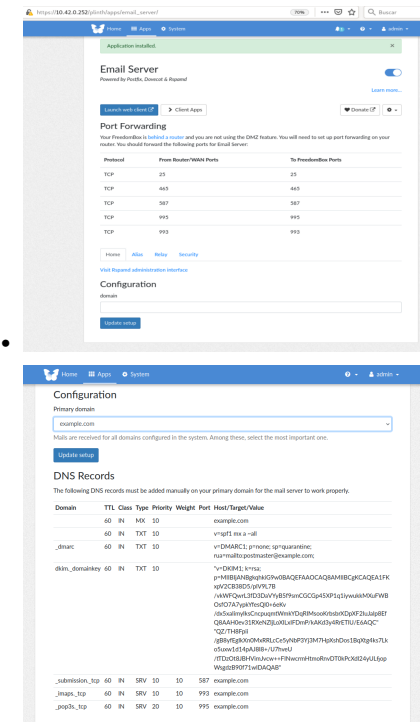 https://10.42.0.252/plinth/apps/email_server/
70%
Buscar
Home Apps System admin
Application installed.
Email Server
Powered by Postfix, Dovecot & Rspamd
Learn more...
Launch web client
Client Apps
Donate
Port Forwarding
Your FreedomBox is behind a router and you are not using the DMZ feature. You will need to set up port forwarding on your
router. You should forward the following ports for Email Server:
Protocol From Router/WAN Ports To FreedomBox Ports
TCP 25 25
TCP 465 465
TCP 587 587
TCP 995 995
TCP 993 993
Home Alias Relay Security
Visit Rspamd administration interface
Configuration
domain
Update setup
Home Apps System admin
Configuration
Primary domain
example.com
Mails are received for all domains configured in the system. Among these, select the most important one.
Update setup
DNS Records
The following DNS records must be added manually on your primary domain for the mail server to work properly.
Domain TTL Class Type Priority Weight Port Host/Target/Value
60 IN MX 10 example.com
60 IN TXT 10 v=spf1 mx a ~all
_dmarc 60 IN TXT 10 v=DMARC1; p=none; sp=quarantine;
rua=mailto:postmaster@example.com;
dkim._domainkey 60 IN TXT 10 "v=DKIM1; k=rsa;
_submission._tcp 60 IN SRV 10 10 587 example.com
_imaps._tcp 60 IN SRV 10 10 993 example.com
_pop3s._tcp 60 IN SRV 20 10 995 example.com